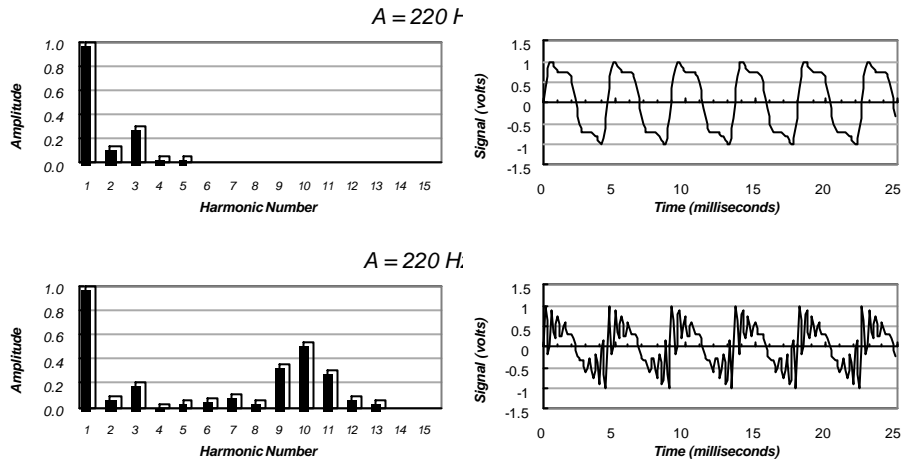 A = 220 H
1.0
0.8
0.6
0.4
0.2
0.0
Amplitude
1 2 3 4 5 6 7 8 9 10 11 12 13 14 15
Harmonic Number
1.5
1
0.5
0
-0.5
-1
-1.5
Signal (volts)
0 5 10 15 20 25
Time (milliseconds)
A = 220 Hz
1.0
0.8
0.6
0.4
0.2
0.0
Amplitude
1 2 3 4 5 6 7 8 9 10 11 12 13 14 15
Harmonic Number
1.5
1
0.5
0
-0.5
-1
-1.5
Signal (volts)
0 5 10 15 20 25
Time (milliseconds)